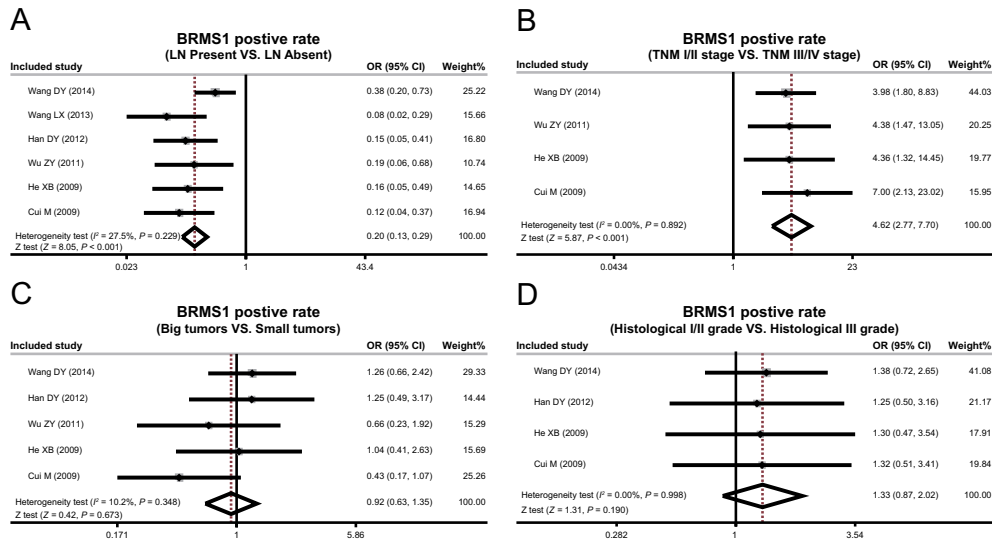 A
BRMS1 postive rate
(LN Present VS. LN Absent)
Included study OR (95% CI) Weight%
Wang DY (2014) 0.38 (0.20, 0.73) 25.22
Wang LX (2013) 0.08 (0.02, 0.29) 15.66
Han DY (2012) 0.15 (0.05, 0.41) 16.80
Wu ZY (2011) 0.19 (0.06, 0.68) 10.74
He XB (2009) 0.16 (0.05, 0.49) 14.65
Cui M (2009) 0.12 (0.04, 0.37) 16.94
Heterogeneity test (I² = 27.5%, P = 0.229) 0.20 (0.13, 0.29) 100.00
Z test (Z = 8.05, P < 0.001)
0.023 1 43.4
B
BRMS1 postive rate
(TNM I/II stage VS. TNM III/IV stage)
Included study OR (95% CI) Weight%
Wang DY (2014) 3.98 (1.80, 8.83) 44.03
Wu ZY (2011) 4.38 (1.47, 13.05) 20.25
He XB (2009) 4.36 (1.32, 14.45) 19.77
Cui M (2009) 7.00 (2.13, 23.02) 15.95
Heterogeneity test (I² = 0.00%, P = 0.892) 4.62 (2.77, 7.70) 100.00
Z test (Z = 5.87, P < 0.001)
0.0434 1 23
C
BRMS1 postive rate
(Big tumors VS. Small tumors)
Included study OR (95% CI) Weight%
Wang DY (2014) 1.26 (0.66, 2.42) 29.33
Han DY (2012) 1.25 (0.49, 3.17) 14.44
Wu ZY (2011) 0.66 (0.23, 1.92) 15.29
He XB (2009) 1.04 (0.41, 2.63) 15.69
Cui M (2009) 0.43 (0.17, 1.07) 25.26
Heterogeneity test (I² = 10.2%, P = 0.348) 0.92 (0.63, 1.35) 100.00
Z test (Z = 0.42, P = 0.673)
0.171 1 5.86
D
BRMS1 postive rate
(Histological I/II grade VS. Histological III grade)
Included study OR (95% CI) Weight%
Wang DY (2014) 1.38 (0.72, 2.65) 41.08
Han DY (2012) 1.25 (0.50, 3.16) 21.17
He XB (2009) 1.30 (0.47, 3.54) 17.91
Cui M (2009) 1.32 (0.51, 3.41) 19.84
Heterogeneity test (I² = 0.00%, P = 0.998) 1.33 (0.87, 2.02) 100.00
Z test (Z = 1.31, P = 0.190)
0.282 1 3.54